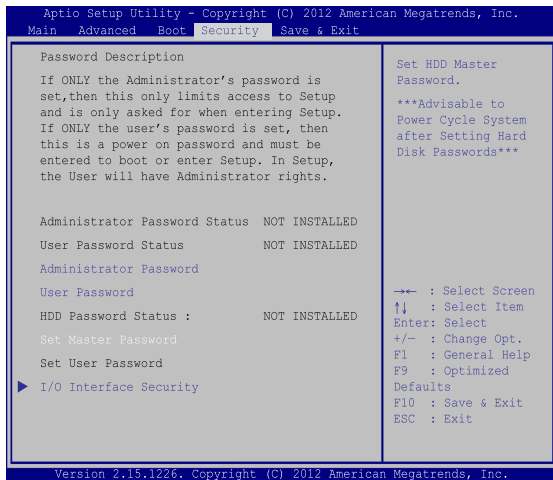 Aptio Setup Utility - Copyright (C) 2012 American Megatrends, Inc.
Main Advanced Boot Security Save & Exit
Password Description
If ONLY the Administrator's password is
set,then this only limits access to Setup
and is only asked for when entering Setup.
If ONLY the user's password is set, then
this is a power on password and must be
entered to boot or enter Setup. In Setup,
the User will have Administrator rights.
Administrator Password Status NOT INSTALLED
User Password Status NOT INSTALLED
Administrator Password
User Password
HDD Password Status : NOT INSTALLED
Set Master Password
Set User Password
I/O Interface Security
Set HDD Master
Password.
***Advisable to
Power Cycle System
after Setting Hard
Disk Passwords***
→← : Select Screen
↑↓ : Select Item
Enter: Select
+/— : Change Opt.
F1 : General Help
F9 : Optimized
Defaults
F10 : Save & Exit
ESC : Exit
Version 2.15.1226. Copyright (C) 2012 American Megatrends, Inc.